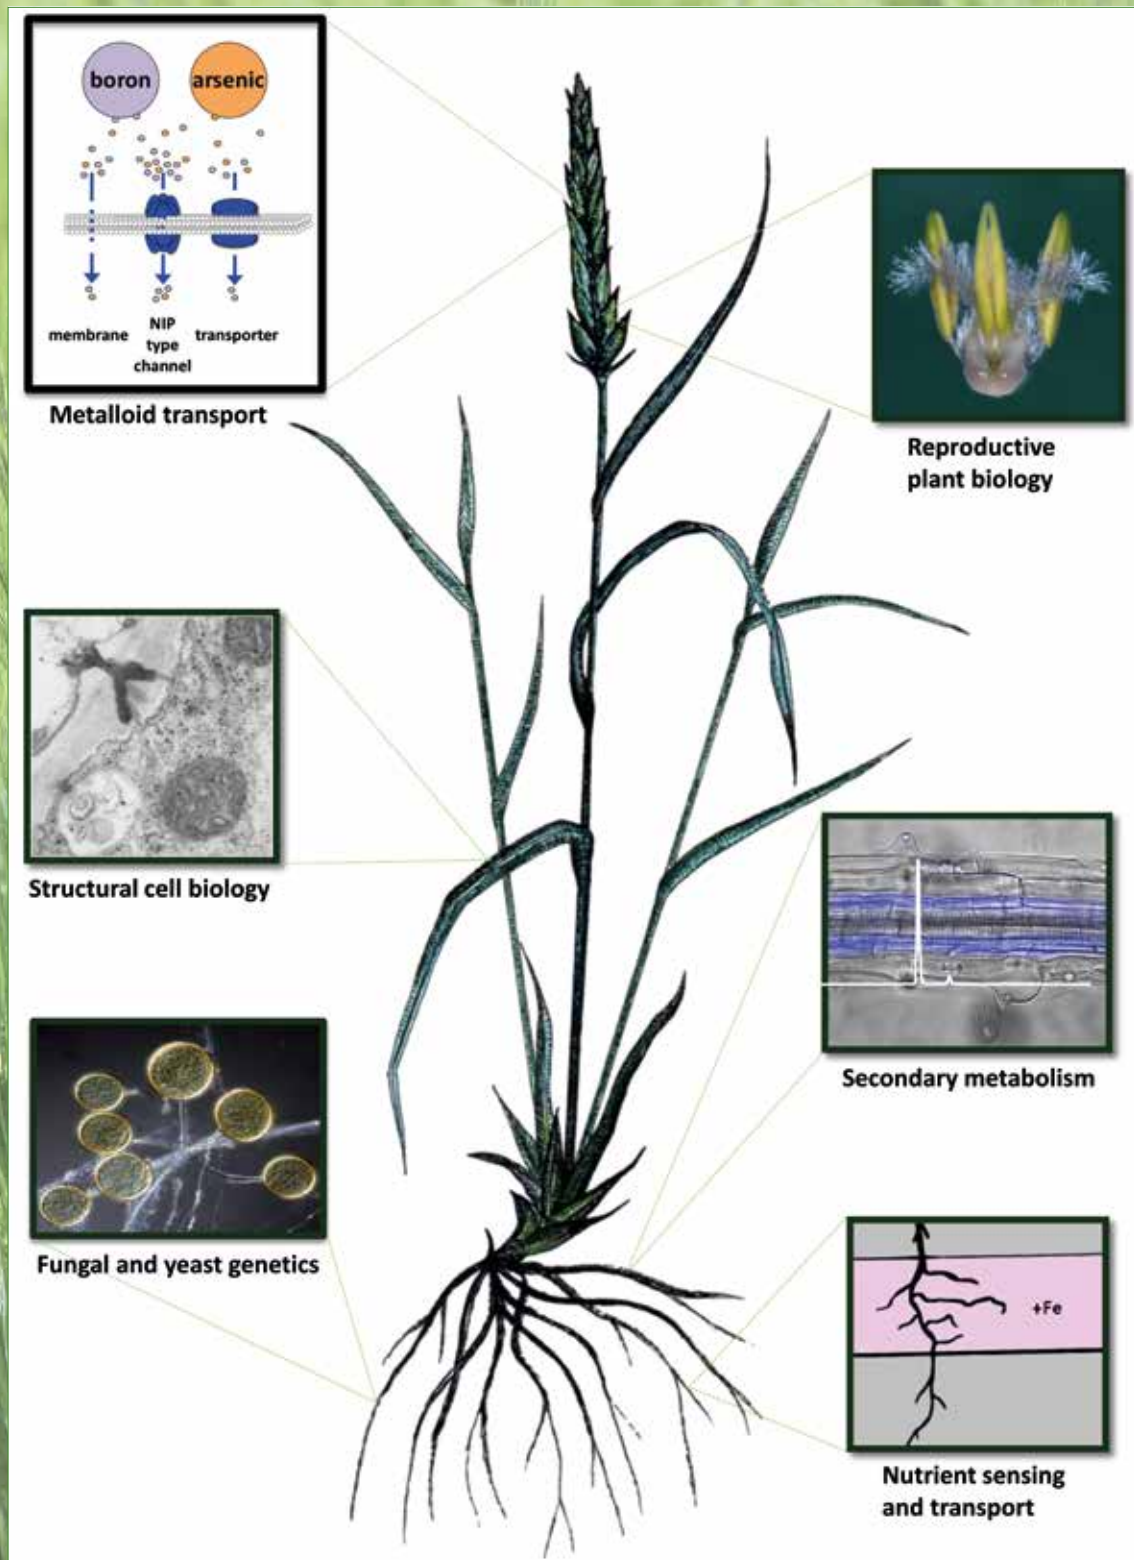 boron
arsenic
membrane
NIP
type
channel
transporter
Metalloid transport
Reproductive
plant biology
Structural cell biology
Secondary metabolism
Fungal and yeast genetics
+Fe
Nutrient sensing
and transport